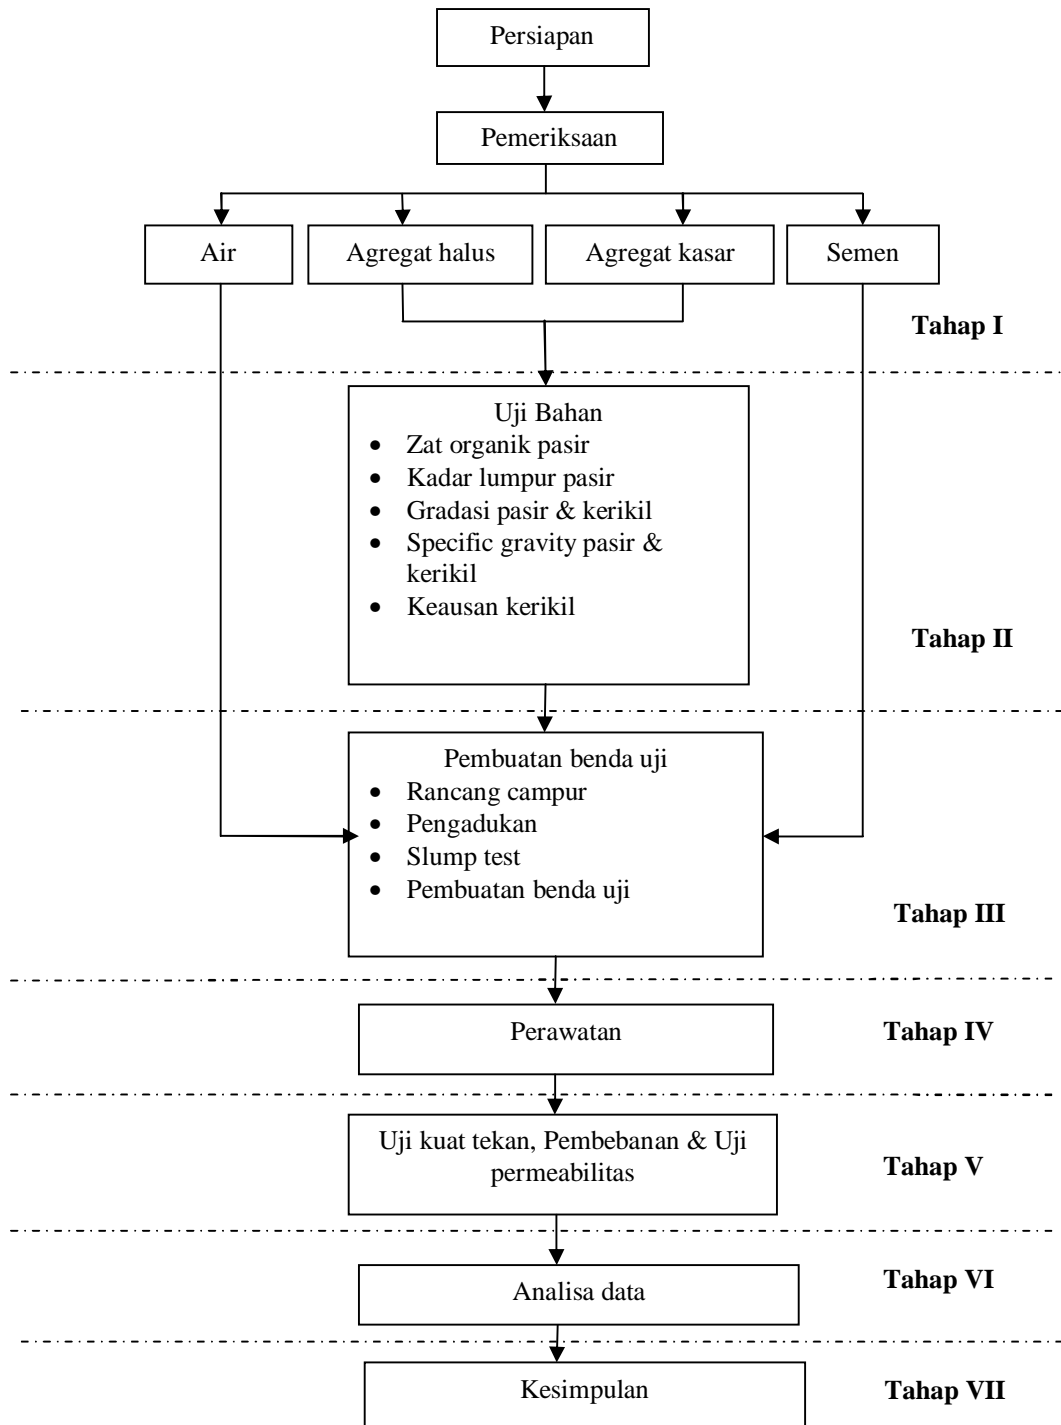 Persiapan
Pemeriksaan
Air
Agregat halus
Agregat kasar
Semen
Tahap I
Uji Bahan
• Zat organik pasir
• Kadar lumpur pasir
• Gradasi pasir & kerikil
• Specific gravity pasir &
kerikil
• Keausan kerikil
Tahap II
Pembuatan benda uji
• Rancang campur
• Pengadukan
• Slump test
• Pembuatan benda uji
Tahap III
Perawatan
Tahap IV
Uji kuat tekan, Pembebanan & Uji
permeabilitas
Tahap V
Analisa data
Tahap VI
Kesimpulan
Tahap VII